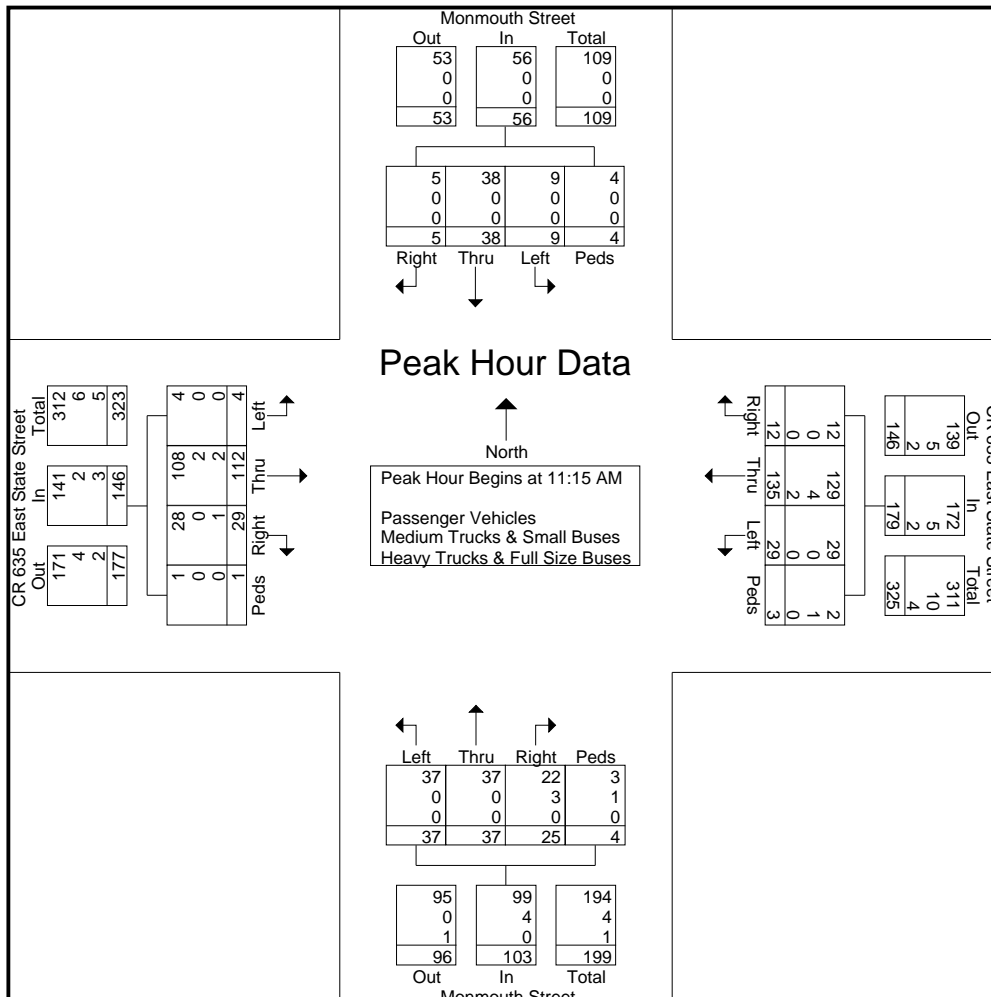 Monmouth Street
Out In Total
53 56 109
0 0 0
0 0 0
53 56 109
5 38 9 4
0 0 0 0
0 0 0 0
5 38 9 4
Right Thru Left Peds
Peak Hour Data
North
Peak Hour Begins at 11:15 AM
Passenger Vehicles
Medium Trucks & Small Buses
Heavy Trucks & Full Size Buses
CR 635 East State Street
Out In Total
171 141 312
4 2 6
2 3 5
177 146 323
Peds Right Thru Left
1 28 108 4
0 0 2 0
0 1 2 0
1 29 112 4
CR 635 East State Street
Out In Total
139 172 311
5 5 10
2 2 4
146 179 325
12 129 29 2
0 4 0 1
0 2 0 0
12 135 29 3
Right Thru Left Peds
Left Thru Right Peds
37 37 22 3
0 0 3 1
0 0 0 0
37 37 25 4
95 99 194
0 4 4
1 0 1
96 103 199
Out In Total
Monmouth Street